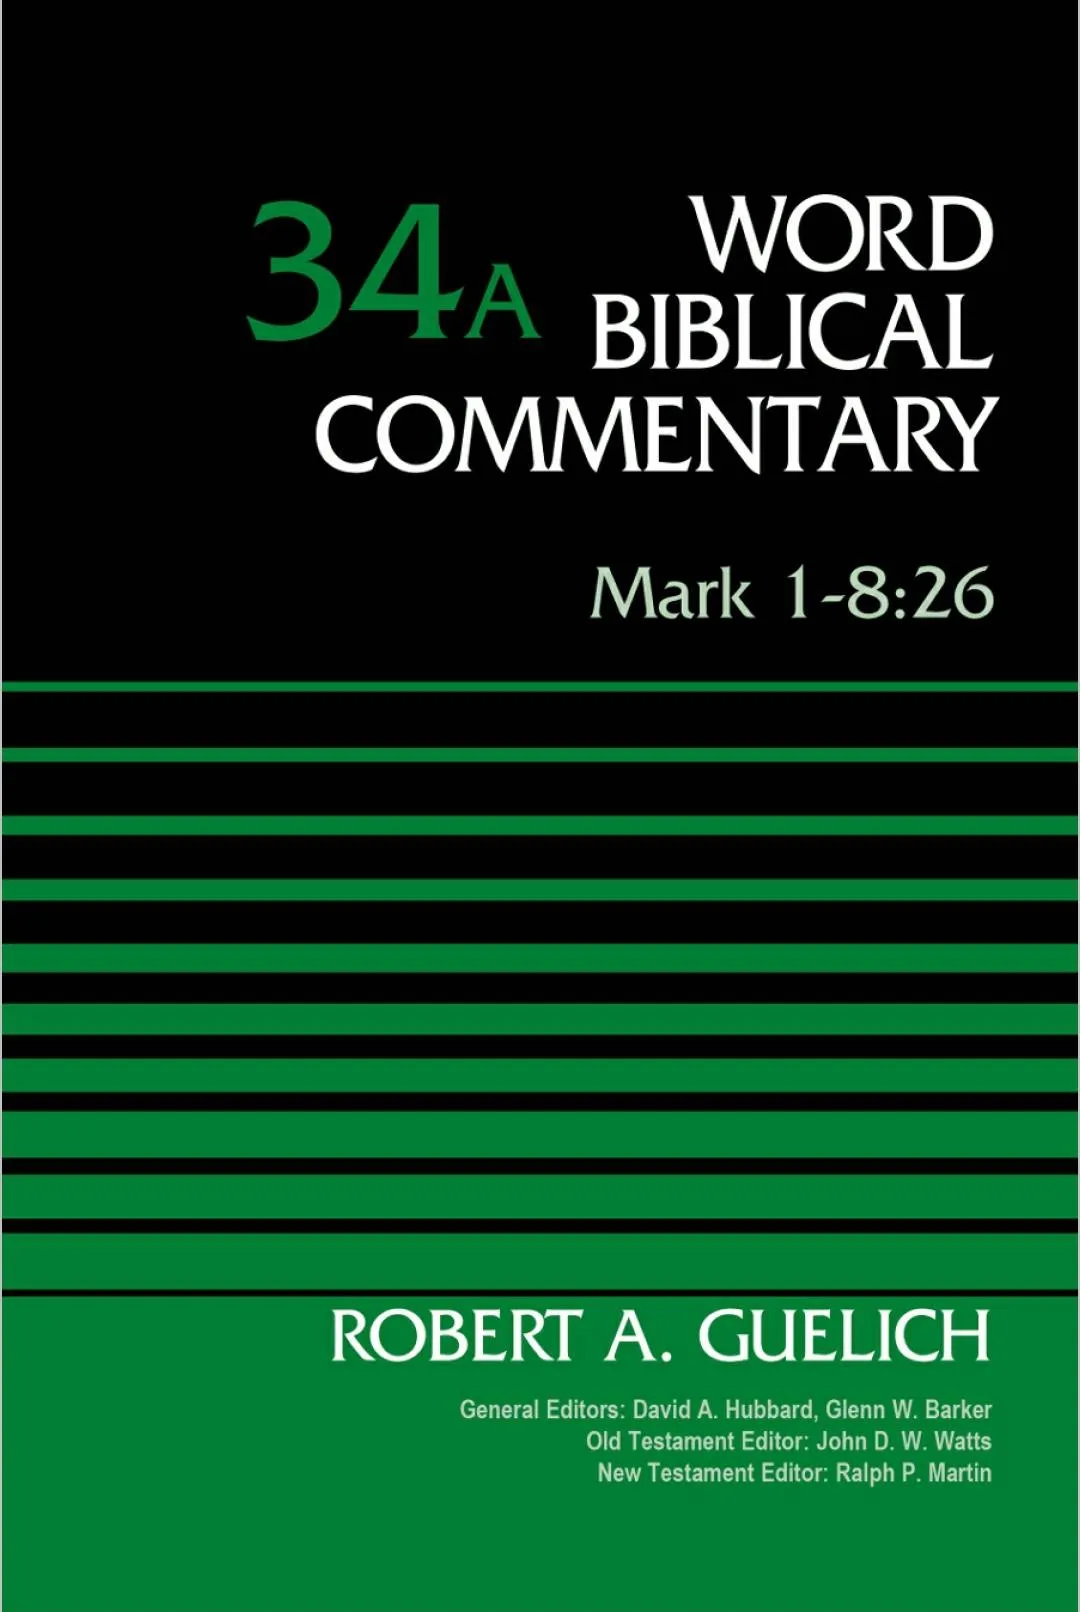 34A
WORD
BIBLICAL
COMMENTARY
Mark 1-8:26
ROBERT A. GUELICH
General Editors: David A. Hubbard, Glenn W. Barker
Old Testament Editor: John D. W. Watts
New Testament Editor: Ralph P. Martin